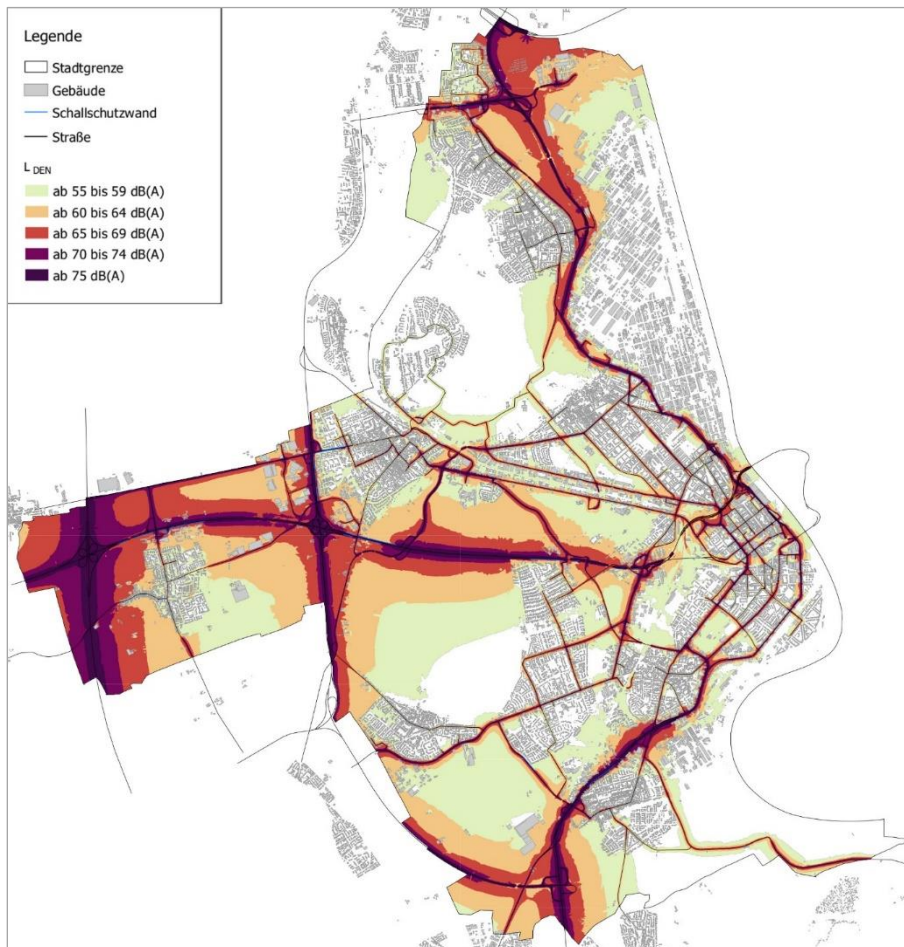 Legende
Stadtgrenze
Gebäude
Schallschutzwand
Straße
L DEN
ab 55 bis 59 dB(A)
ab 60 bis 64 dB(A)
ab 65 bis 69 dB(A)
ab 70 bis 74 dB(A)
ab 75 dB(A)